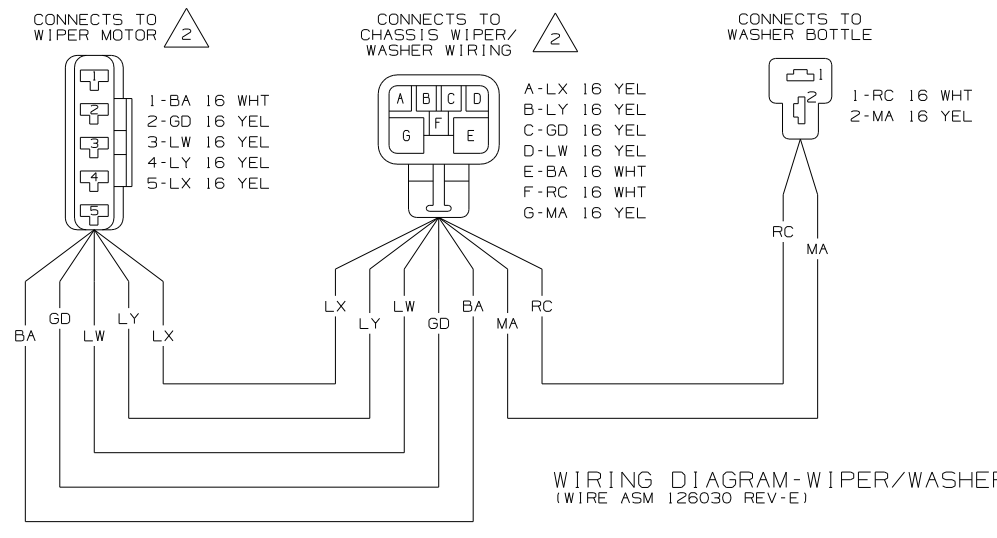 CONNECTS TO
WIPER MOTOR
2
1
2
3
4
5
1-BA 16 WHT
2-GD 16 YEL
3-LW 16 YEL
4-LY 16 YEL
5-LX 16 YEL
CONNECTS TO
CHASSIS WIPER/
WASHER WIRING
2
A B C D
F
G E
A-LX 16 YEL
B-LY 16 YEL
C-GD 16 YEL
D-LW 16 YEL
E-BA 16 WHT
F-RC 16 WHT
G-MA 16 YEL
CONNECTS TO
WASHER BOTTLE
1
2
1-RC 16 WHT
2-MA 16 YEL
BA GD LW LY LX
LX LY LW GD BA MA RC
RC MA
WIRING DIAGRAM-WIPER/WASHER
(WIRE ASM 126030 REV-E)